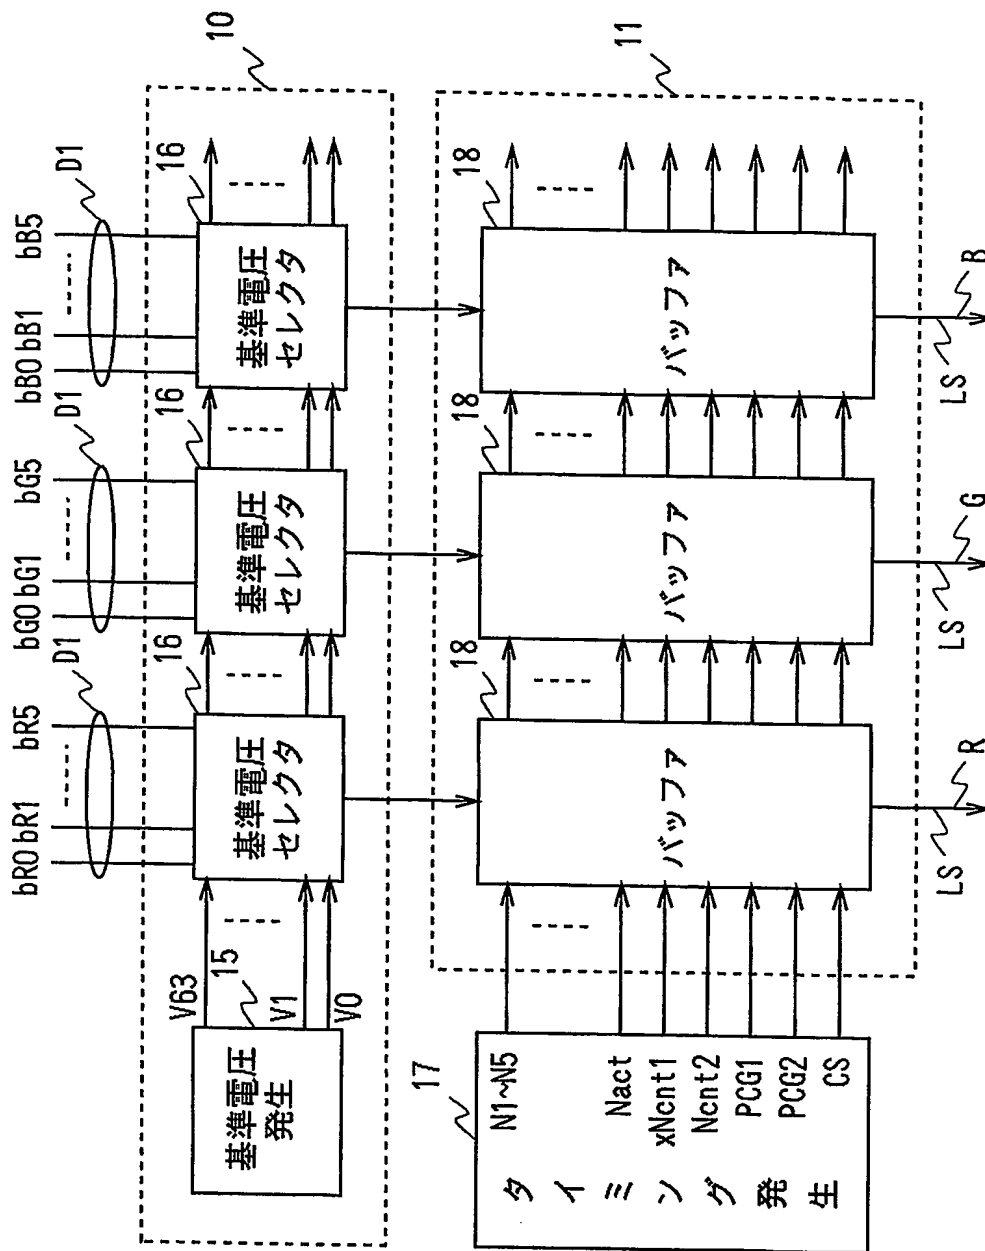 bR0 bR1 bR5
D1
bG0 bG1 bG5
D1
bB0 bB1 bB5
D1
10
16
16
16
基準電圧
発生
15
V63
V1
V0
基準電圧
セレクタ
基準電圧
セレクタ
基準電圧
セレクタ
11
17
タイミング発生
N1~N5
Nact
xNcnt1
Ncnt2
PCG1
PCG2
CS
18
18
18
バッファ
バッファ
バッファ
LS
R
LS
G
LS
B